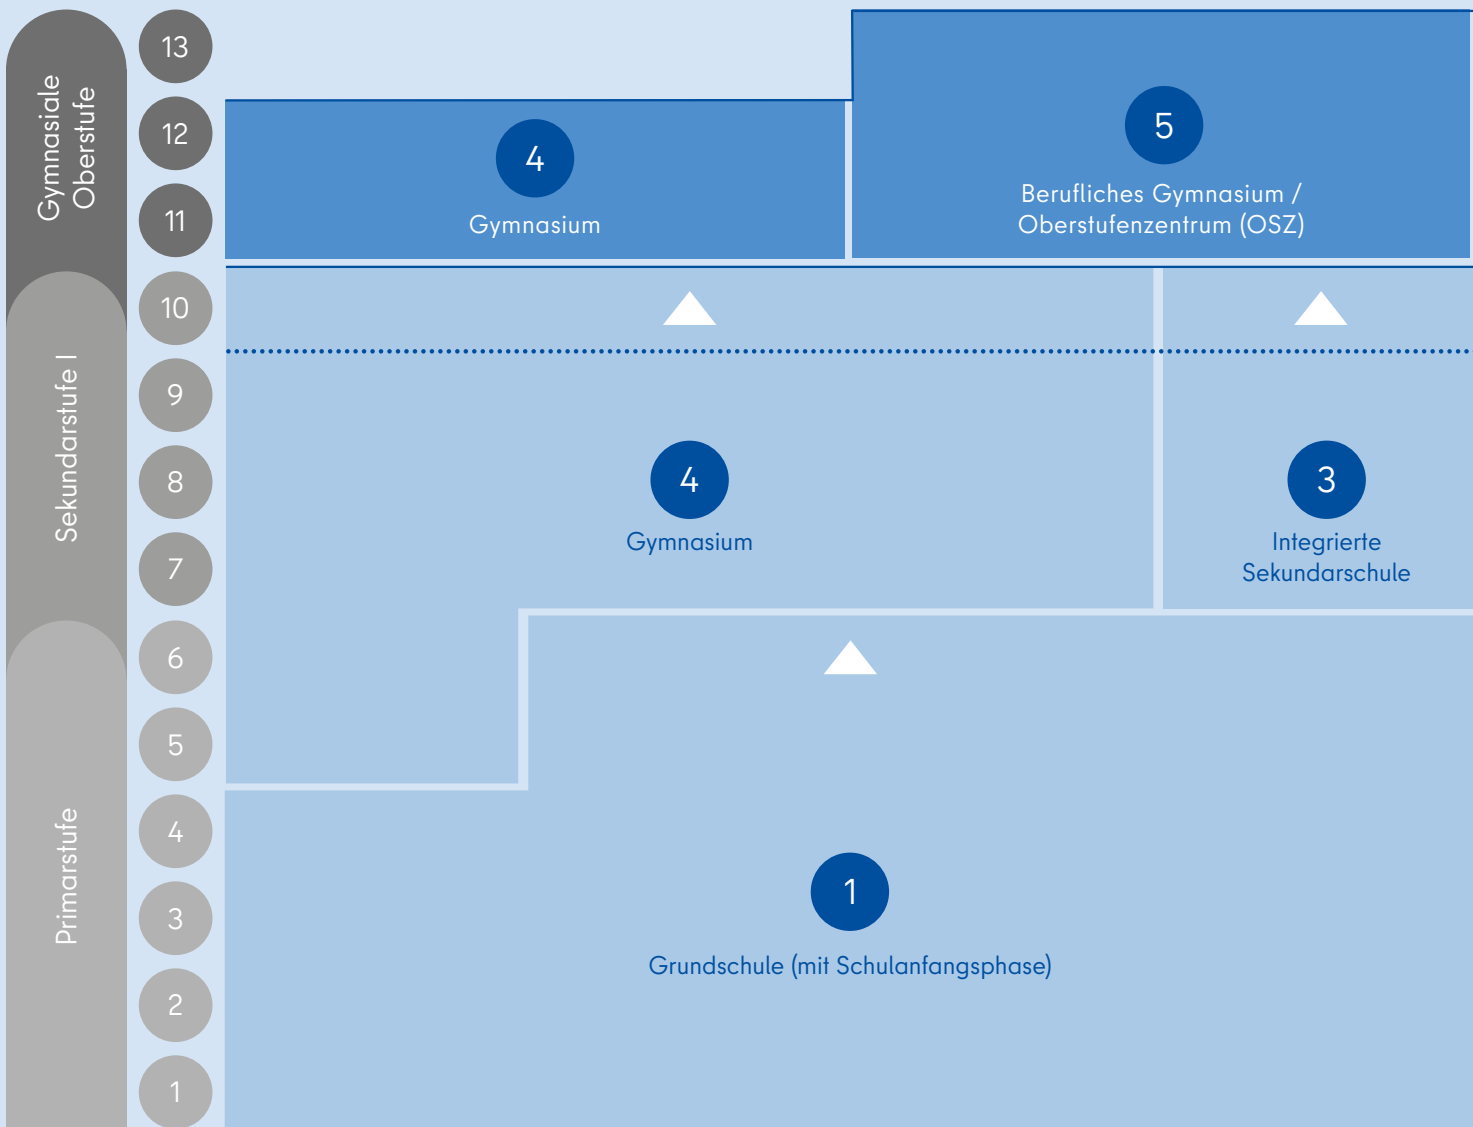 Gymnasiale
Oberstufe
Sekundarstufe I
Primarstufe
13
12
11
10
9
8
7
6
5
4
3
2
1
4
Gymnasium
5
Berufliches Gymnasium /
Oberstufenzentrum (OSZ)
4
Gymnasium
3
Integrierte
Sekundarschule
1
Grundschule (mit Schulanfangsphase)